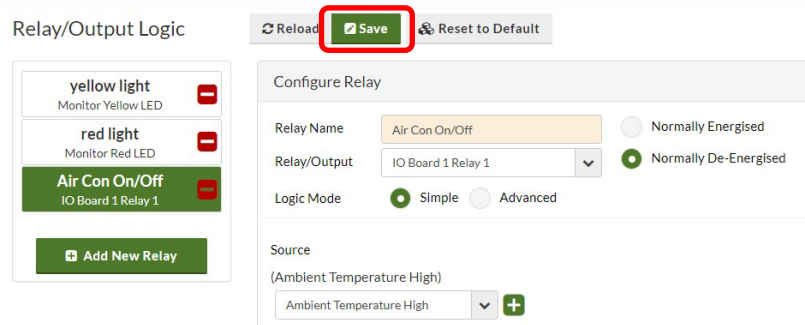 Relay/Output Logic
Reload Save Reset to Default
yellow light
Monitor Yellow LED
red light
Monitor Red LED
Air Con On/Off
IO Board 1 Relay 1
Add New Relay
Configure Relay
Relay Name Air Con On/Off Normally Energised
Relay/Output IO Board 1 Relay 1 Normally De-Energised
Logic Mode Simple Advanced
Source
(Ambient Temperature High)
Ambient Temperature High